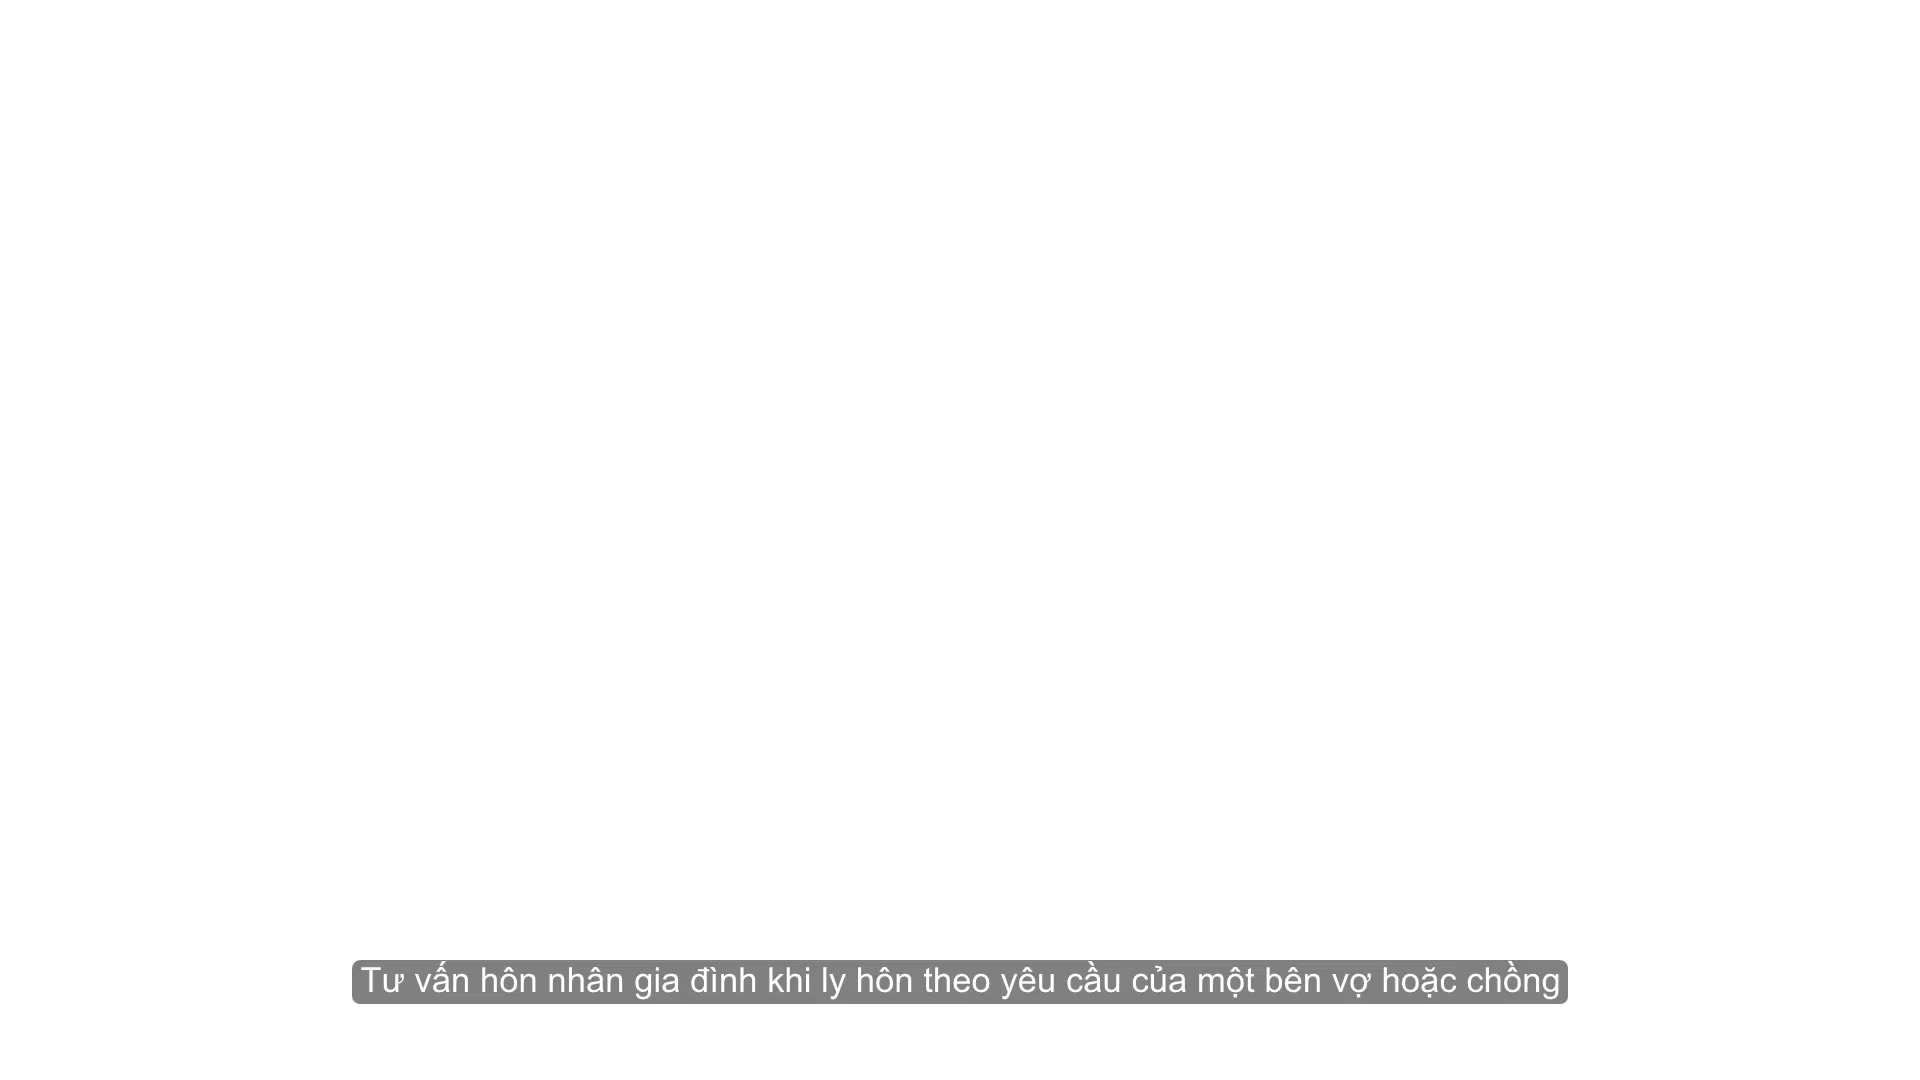 Tư vấn hôn nhân gia đình khi ly hôn theo yêu cầu của một bên vợ hoặc chồng